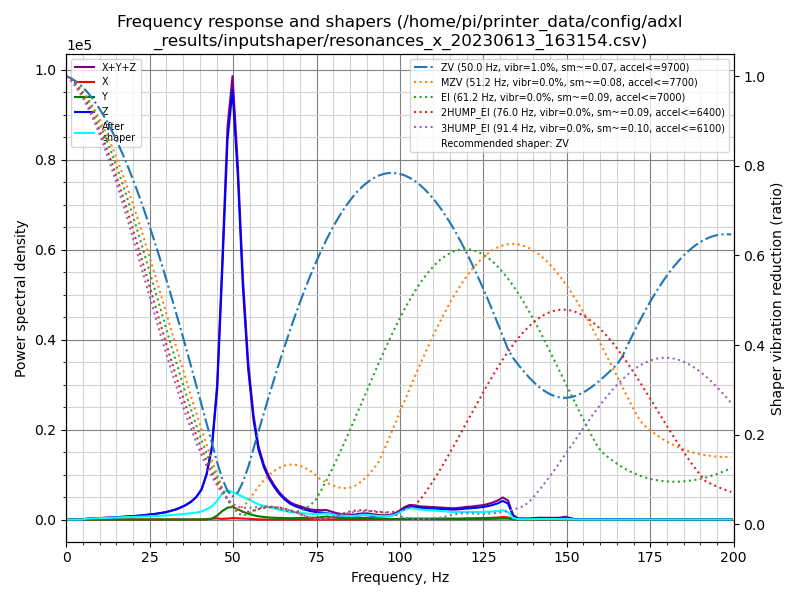 Frequency response and shapers (/home/pi/printer_data/config/adxl
_results/inputshaper/resonances_x_20230613_163154.csv)
1e5
X+Y+Z
X
Y
Z
After
shaper
ZV (50.0 Hz, vibr=1.0%, sm~=0.07, accel<=9700)
MZV (51.2 Hz, vibr=0.0%, sm~=0.08, accel<=7700)
EI (61.2 Hz, vibr=0.0%, sm~=0.09, accel<=7000)
2HUMP_EI (76.0 Hz, vibr=0.0%, sm~=0.09, accel<=6400)
3HUMP_EI (91.4 Hz, vibr=0.0%, sm~=0.10, accel<=6100)
Recommended shaper: ZV
Power spectral density
1.0
0.8
0.6
0.4
0.2
0.0
1.0
0.8
0.6
0.4
0.2
0.0
Shaper vibration reduction (ratio)
0 25 50 75 100 125 150 175 200
Frequency, Hz